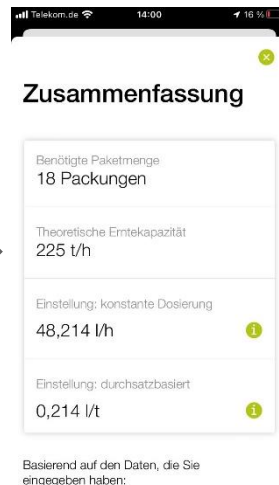 Telekom.de 14:00 16 %
Zusammenfassung
Benötigte Paketmenge
18 Packungen
Theoretische Erntekapazität
225 t/h
Einstellung: konstante Dosierung
48,214 l/h
Einstellung: durchsatzbasiert
0,214 l/t
Basierend auf den Daten, die Sie
eingegeben haben: